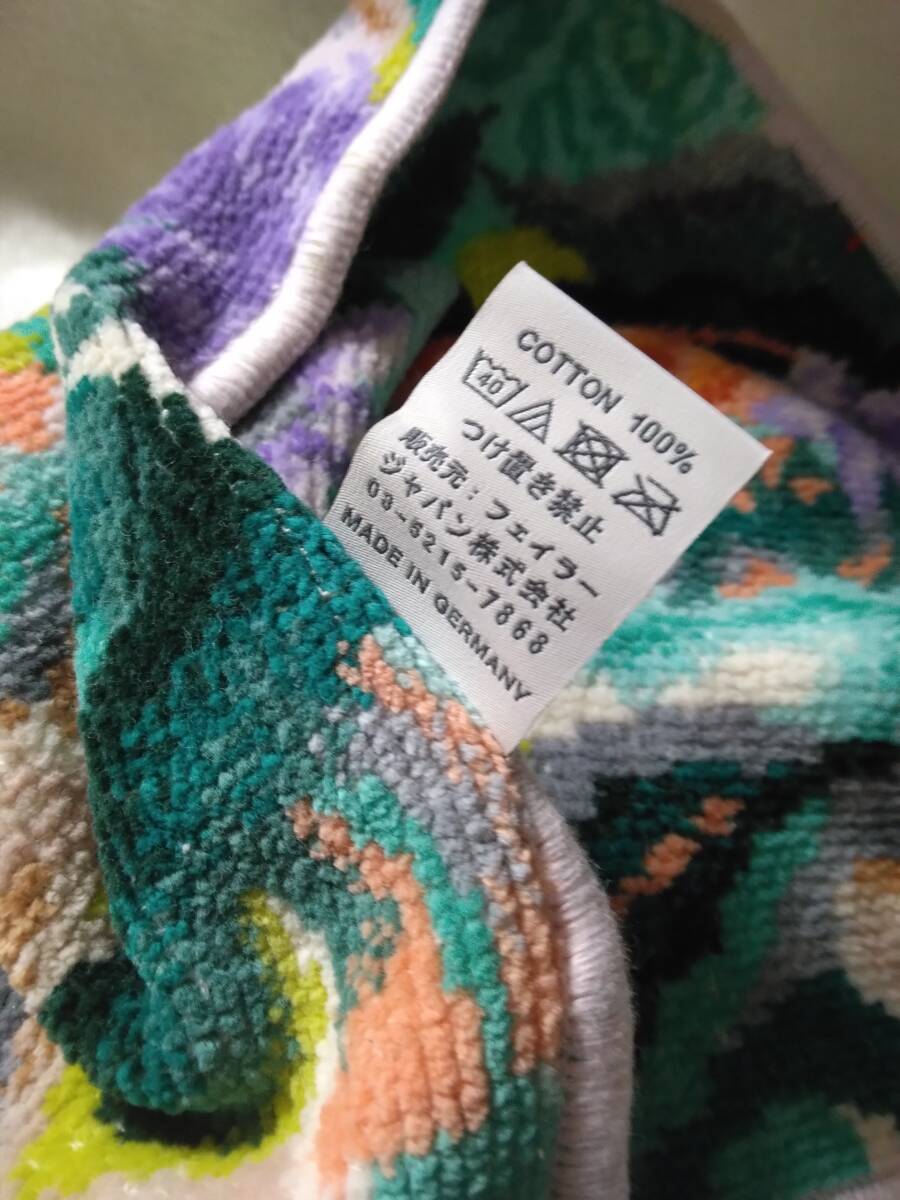 COTTON 100%
40
つけ置き禁止
販売元:フェイラー
ジャパン株式会社
03-5215-7868
MADE IN GERMANY